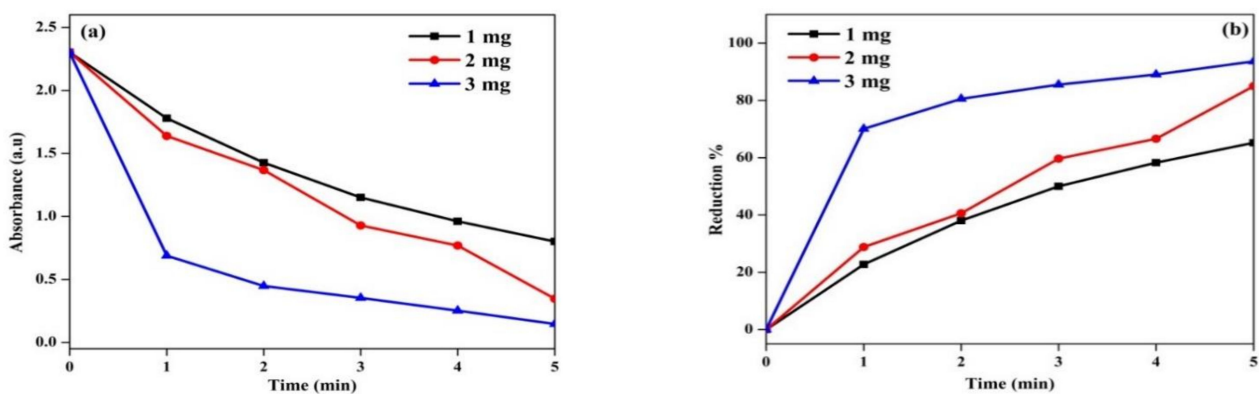 (a)
1 mg
2 mg
3 mg
2.5
2.0
1.5
1.0
0.5
0.0
Absorbance (a.u)
0 1 2 3 4 5
Time (min)
(b)
1 mg
2 mg
3 mg
100
80
60
40
20
0
Reduction %
0 1 2 3 4 5
Time (min)